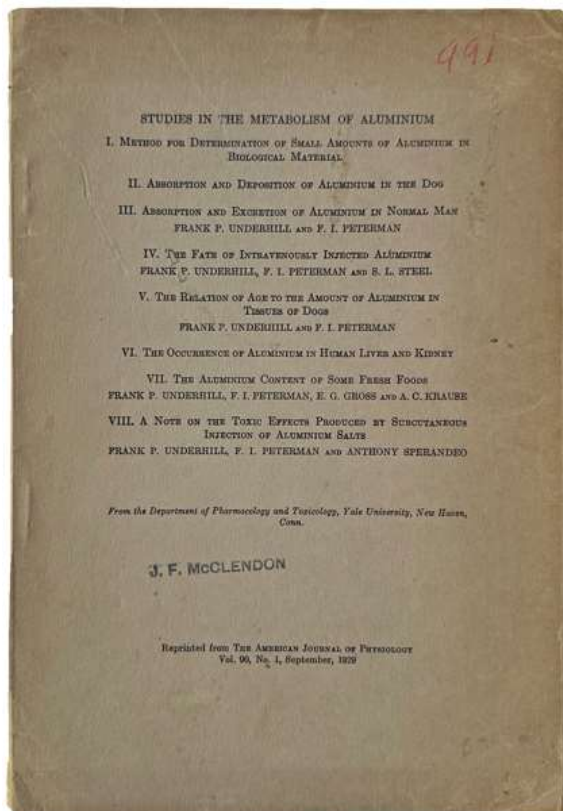 991
STUDIES IN THE METABOLISM OF ALUMINIUM
I. METHOD FOR DETERMINATION OF SMALL AMOUNTS OF ALUMINIUM IN
BIOLOGICAL MATERIAL
II. ABSORPTION AND DEPOSITION OF ALUMINIUM IN THE DOG
III. ABSORPTION AND EXCRETION OF ALUMINIUM IN NORMAL MAN
FRANK P. UNDERHILL AND F. I. PETERMAN
IV. THE FATE OF INTRAVENOUSLY INJECTED ALUMINIUM
FRANK P. UNDERHILL, F. I. PETERMAN AND S. L. STEEL
V. THE RELATION OF AGE TO THE AMOUNT OF ALUMINIUM IN
TISSUES OF DOGS
FRANK P. UNDERHILL AND F. I. PETERMAN
VI. THE OCCURRENCE OF ALUMINIUM IN HUMAN LIVER AND KIDNEY
VII. THE ALUMINIUM CONTENT OF SOME FRESH FOODS
FRANK P. UNDERHILL, F. I. PETERMAN, E. G. GROSS AND A. C. KRAUSE
VIII. A NOTE ON THE TOXIC EFFECTS PRODUCED BY SUBCUTANEOUS
INJECTION OF ALUMINIUM SALTS
FRANK P. UNDERHILL, F. I. PETERMAN AND ANTHONY SPERANDEO
From the Department of Pharmacology and Toxicology, Yale University, New Haven,
Conn.
J. F. McCLENDON
Reprinted from THE AMERICAN JOURNAL OF PHYSIOLOGY
Vol. 90, No. 1, September, 1929